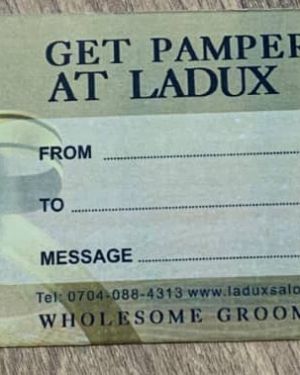 GET PAMPER
AT LADUX
FROM ........................
TO ........................
MESSAGE ........................
Tel: 0704-088-4313 www.laduxsalo
WHOLESOME GROOM